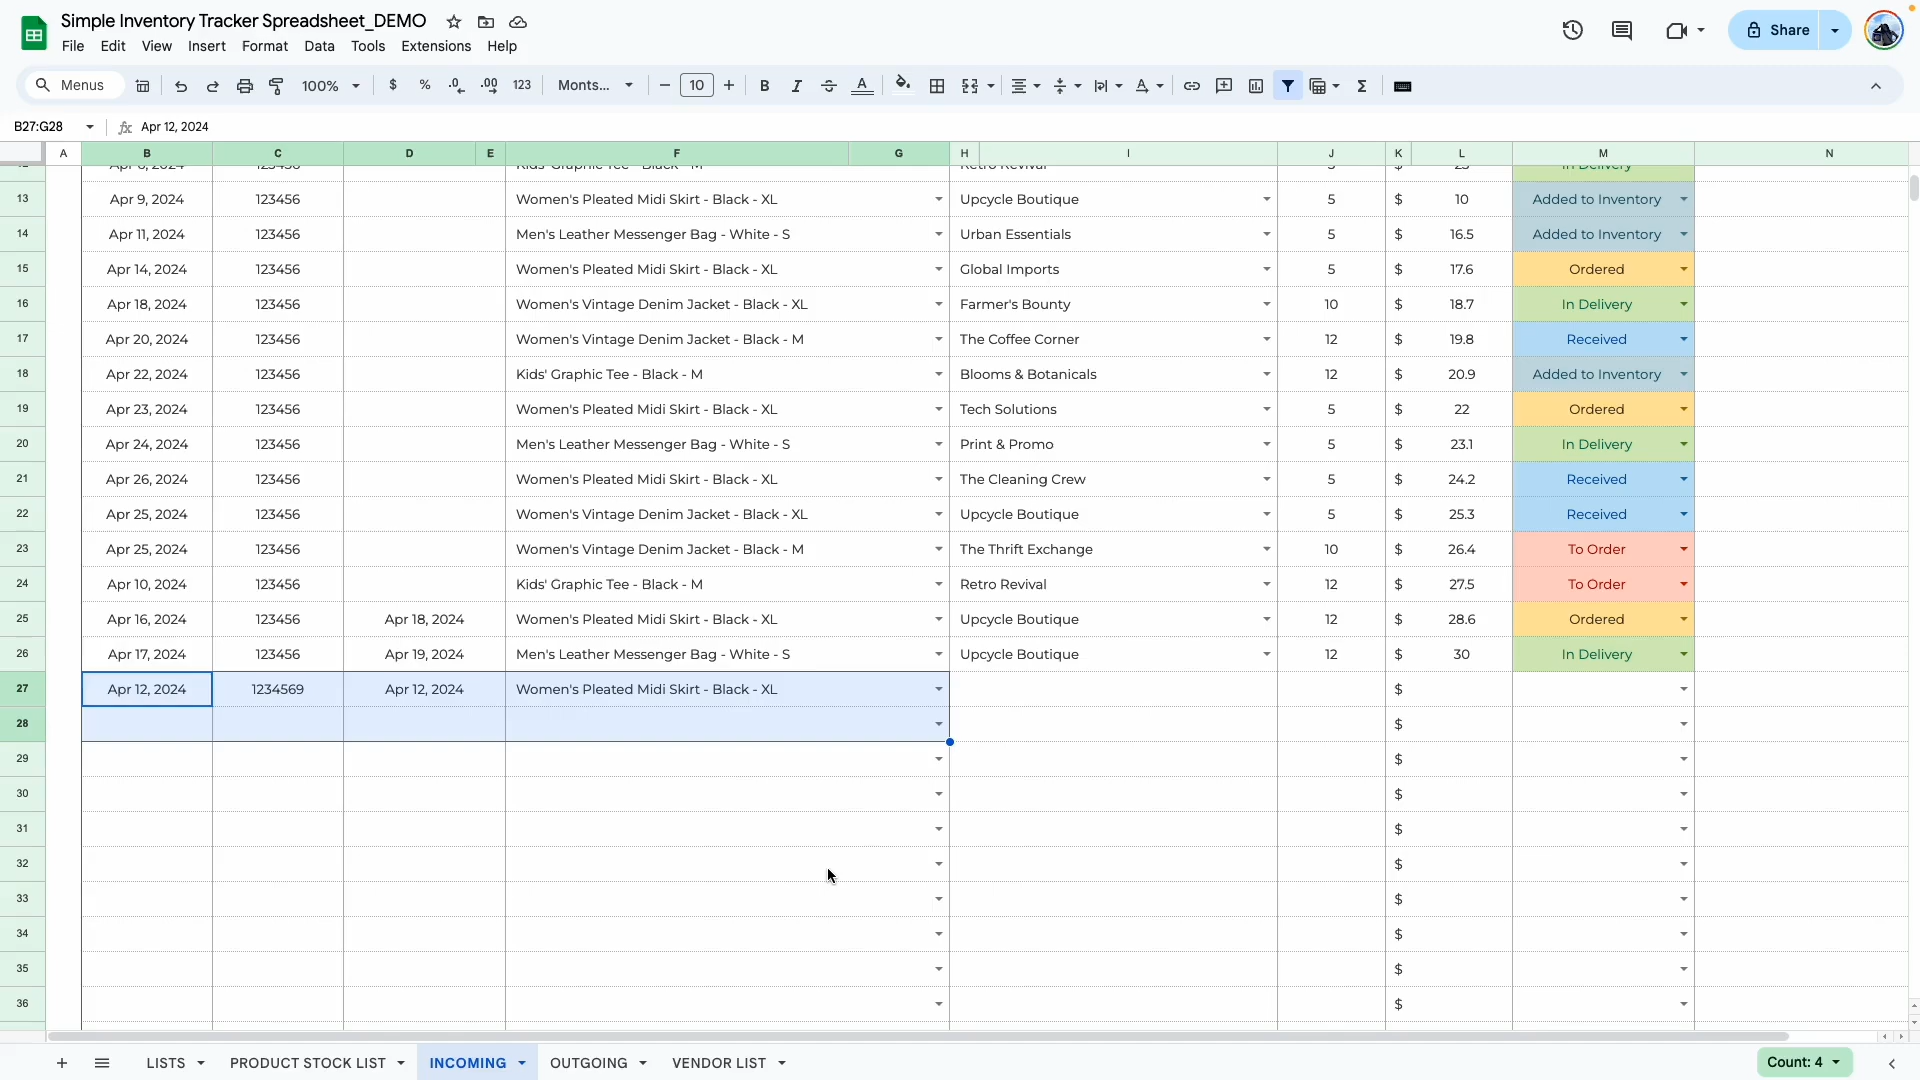 Simple Inventory Tracker Spreadsheet_DEMO
File Edit View Insert Format Data Tools Extensions Help
Share
Menus 100% $ % .0 .00 123 Monts... 10 B I A
B27:G28 fx Apr 12, 2024
A B C D E F G H I J K L M N
13 Apr 9, 2024 123456 Women's Pleated Midi Skirt - Black - XL Upcycle Boutique 5 $ 10 Added to Inventory
14 Apr 11, 2024 123456 Men's Leather Messenger Bag - White - S Urban Essentials 5 $ 16.5 Added to Inventory
15 Apr 14, 2024 123456 Women's Pleated Midi Skirt - Black - XL Global Imports 5 $ 17.6 Ordered
16 Apr 18, 2024 123456 Women's Vintage Denim Jacket - Black - XL Farmer's Bounty 10 $ 18.7 In Delivery
17 Apr 20, 2024 123456 Women's Vintage Denim Jacket - Black - M The Coffee Corner 12 $ 19.8 Received
18 Apr 22, 2024 123456 Kids' Graphic Tee - Black - M Blooms & Botanicals 12 $ 20.9 Added to Inventory
19 Apr 23, 2024 123456 Women's Pleated Midi Skirt - Black - XL Tech Solutions 5 $ 22 Ordered
20 Apr 24, 2024 123456 Men's Leather Messenger Bag - White - S Print & Promo 5 $ 23.1 In Delivery
21 Apr 26, 2024 123456 Women's Pleated Midi Skirt - Black - XL The Cleaning Crew 5 $ 24.2 Received
22 Apr 25, 2024 123456 Women's Vintage Denim Jacket - Black - XL Upcycle Boutique 5 $ 25.3 Received
23 Apr 25, 2024 123456 Women's Vintage Denim Jacket - Black - M The Thrift Exchange 10 $ 26.4 To Order
24 Apr 10, 2024 123456 Kids' Graphic Tee - Black - M Retro Revival 12 $ 27.5 To Order
25 Apr 16, 2024 123456 Apr 18, 2024 Women's Pleated Midi Skirt - Black - XL Upcycle Boutique 12 $ 28.6 Ordered
26 Apr 17, 2024 123456 Apr 19, 2024 Men's Leather Messenger Bag - White - S Upcycle Boutique 12 $ 30 In Delivery
27 Apr 12, 2024 1234569 Apr 12, 2024 Women's Pleated Midi Skirt - Black - XL $
28 $
29 $
30 $
31 $
32 $
33 $
34 $
35 $
36 $
LISTS PRODUCT STOCK LIST INCOMING OUTGOING VENDOR LIST Count: 4